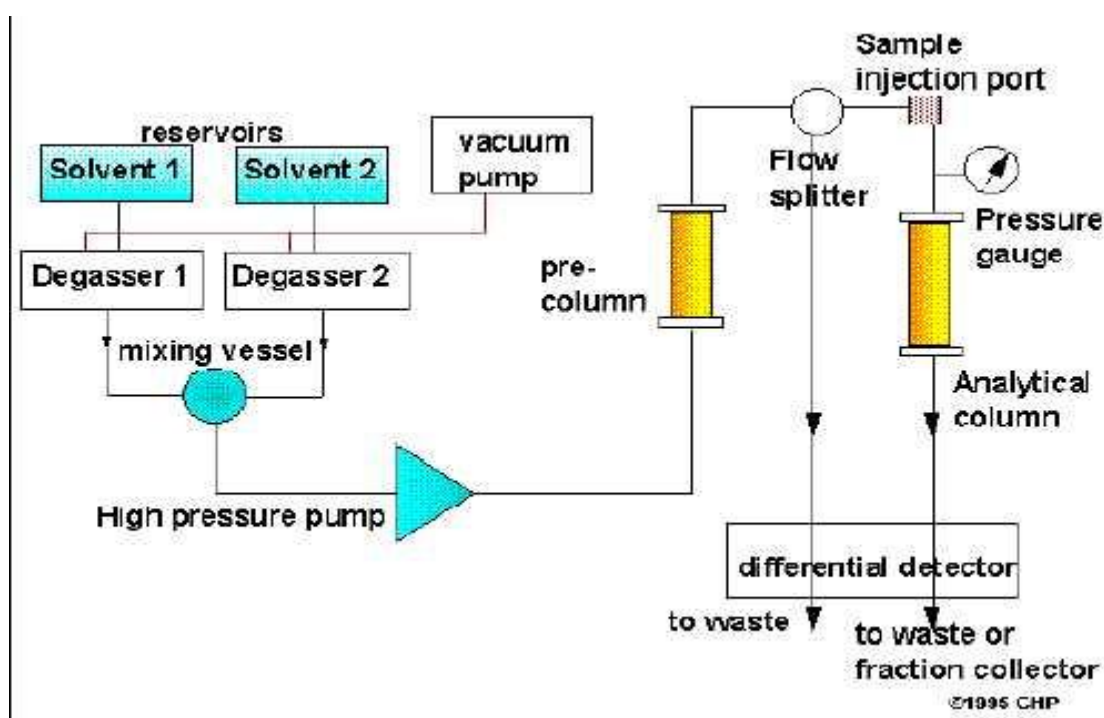 reservoirs
Solvent 1
Solvent 2
vacuum
pump
Degasser 1
Degasser 2
mixing vessel
High pressure pump
pre-
column
Sample
injection port
Flow
splitter
Pressure
gauge
Analytical
column
differential detector
to waste
to waste or
fraction collector
©1995 CHP